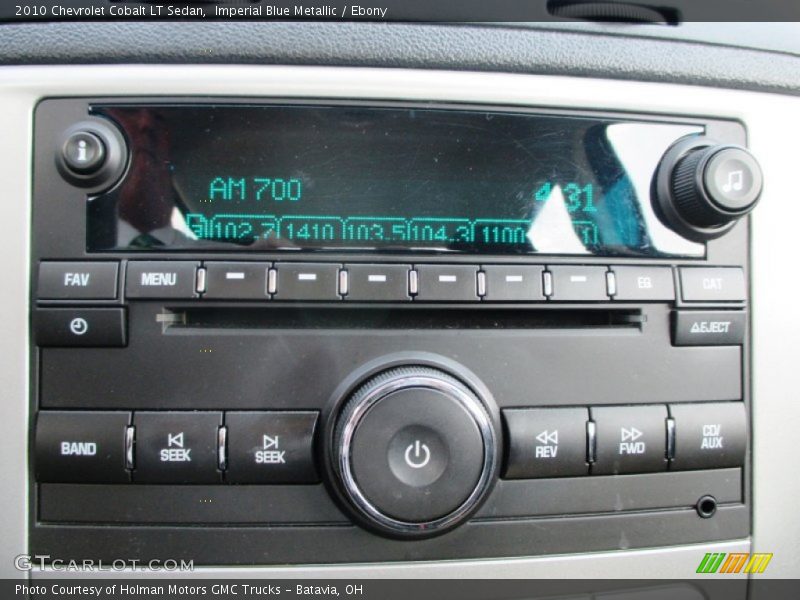 2010 Chevrolet Cobalt LT Sedan,  Imperial Blue Metallic / Ebony
i
AM 700
4:31
102.7 1410 103.5 104.3 1100
FAV
MENU
EQ
CAT
EJECT
BAND
SEEK
SEEK
REV
FWD
CD/
AUX
GTCARLOT.COM
Photo Courtesy of Holman Motors GMC Trucks – Batavia, OH